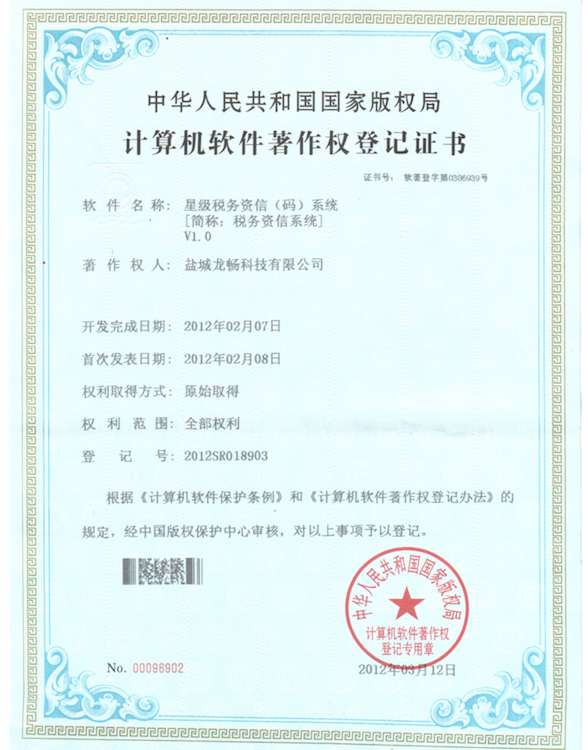 中华人民共和国国家版权局
计算机软件著作权登记证书
证书号: 软著登字第0386939号
软件名称: 星级税务资信（码）系统
[简称：税务资信系统]
V1.0
著作权人: 盐城龙畅科技有限公司
开发完成日期: 2012年02月07日
首次发表日期: 2012年02月08日
权利取得方式: 原始取得
权利范围: 全部权利
登记号: 2012SR018903
根据《计算机软件保护条例》和《计算机软件著作权登记办法》的
规定，经中国版权保护中心审核，对以上事项予以登记。
中华人民共和国国家版权局
计算机软件著作权
登记专用章
No. 00096902
2012年03月12日